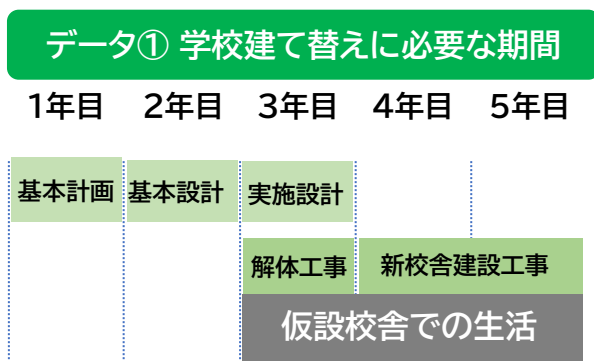 データ① 学校建て替えに必要な期間
1年目 2年目 3年目 4年目 5年目
基本計画 基本設計 実施設計
解体工事 新校舎建設工事
仮設校舎での生活